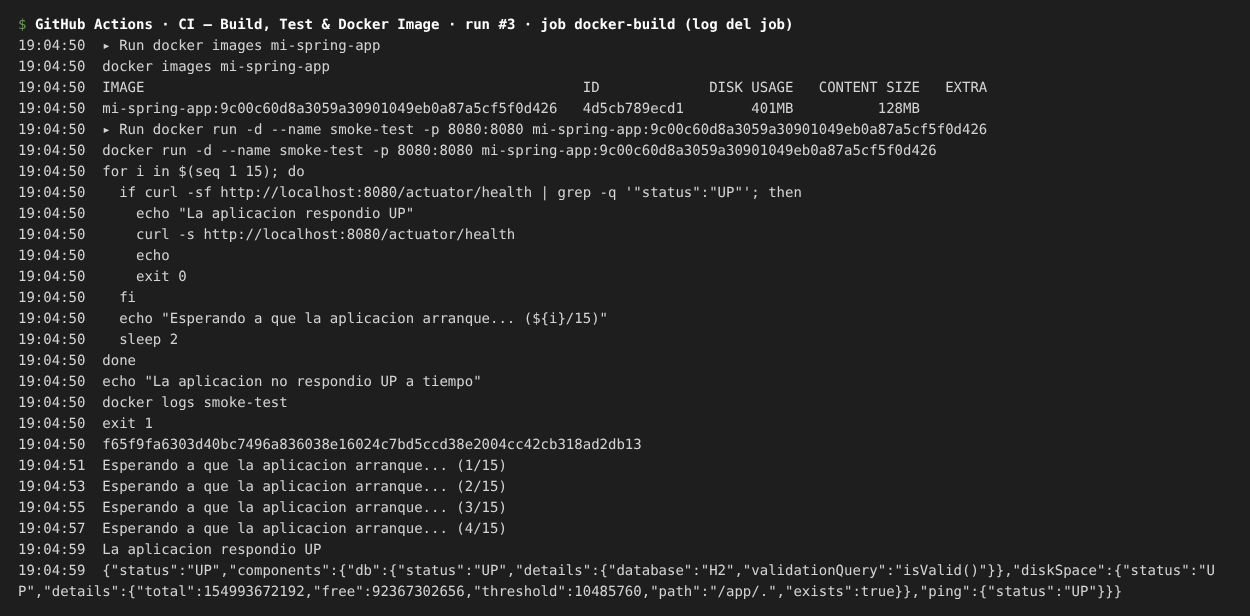 $ GitHub Actions · CI — Build, Test & Docker Image · run #3 · job docker-build (log del job)
19:04:50  ▸ Run docker images mi-spring-app
19:04:50  docker images mi-spring-app
19:04:50  IMAGE                                                    ID             DISK USAGE   CONTENT SIZE   EXTRA
19:04:50  mi-spring-app:9c00c60d8a3059a30901049eb0a87a5cf5f0d426   4d5cb789ecd1        401MB          128MB
19:04:50  ▸ Run docker run -d --name smoke-test -p 8080:8080 mi-spring-app:9c00c60d8a3059a30901049eb0a87a5cf5f0d426
19:04:50  docker run -d --name smoke-test -p 8080:8080 mi-spring-app:9c00c60d8a3059a30901049eb0a87a5cf5f0d426
19:04:50  for i in $(seq 1 15); do
19:04:50    if curl -sf http://localhost:8080/actuator/health | grep -q '"status":"UP"'; then
19:04:50      echo "La aplicacion respondio UP"
19:04:50      curl -s http://localhost:8080/actuator/health
19:04:50      echo
19:04:50      exit 0
19:04:50    fi
19:04:50    echo "Esperando a que la aplicacion arranque... (${i}/15)"
19:04:50    sleep 2
19:04:50  done
19:04:50  echo "La aplicacion no respondio UP a tiempo"
19:04:50  docker logs smoke-test
19:04:50  exit 1
19:04:50  f65f9fa6303d40bc7496a836038e16024c7bd5ccd38e2004cc42cb318ad2db13
19:04:51  Esperando a que la aplicacion arranque... (1/15)
19:04:53  Esperando a que la aplicacion arranque... (2/15)
19:04:55  Esperando a que la aplicacion arranque... (3/15)
19:04:57  Esperando a que la aplicacion arranque... (4/15)
19:04:59  La aplicacion respondio UP
19:04:59  {"status":"UP","components":{"db":{"status":"UP","details":{"database":"H2","validationQuery":"isValid()"}},"diskSpace":{"status":"U
P","details":{"total":154993672192,"free":92367302656,"threshold":10485760,"path":"/app/.","exists":true}},"ping":{"status":"UP"}}}